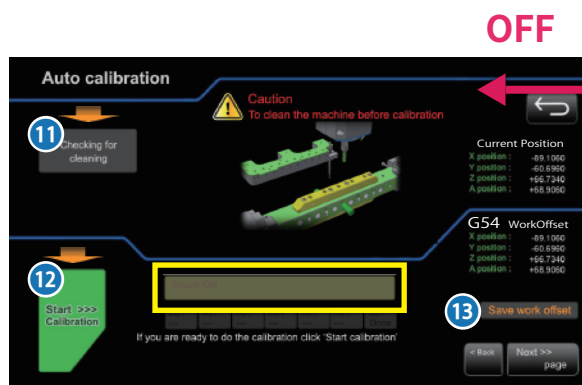 OFF
Auto calibration
Caution
To clean the machine before calibration
11
Checking for
cleaning
Current Position
X position : -89.1060
Y position : -60.6960
Z position : +66.7340
A position : +68.9060
G54 WorkOffset
X position : -89.1060
Y position : -60.6960
Z position : +66.7340
A position : +68.9060
12
Start >>>
Calibration
13
Save work offset
If you are ready to do the calibration click 'Start calibration'
< Back
Next >>
page